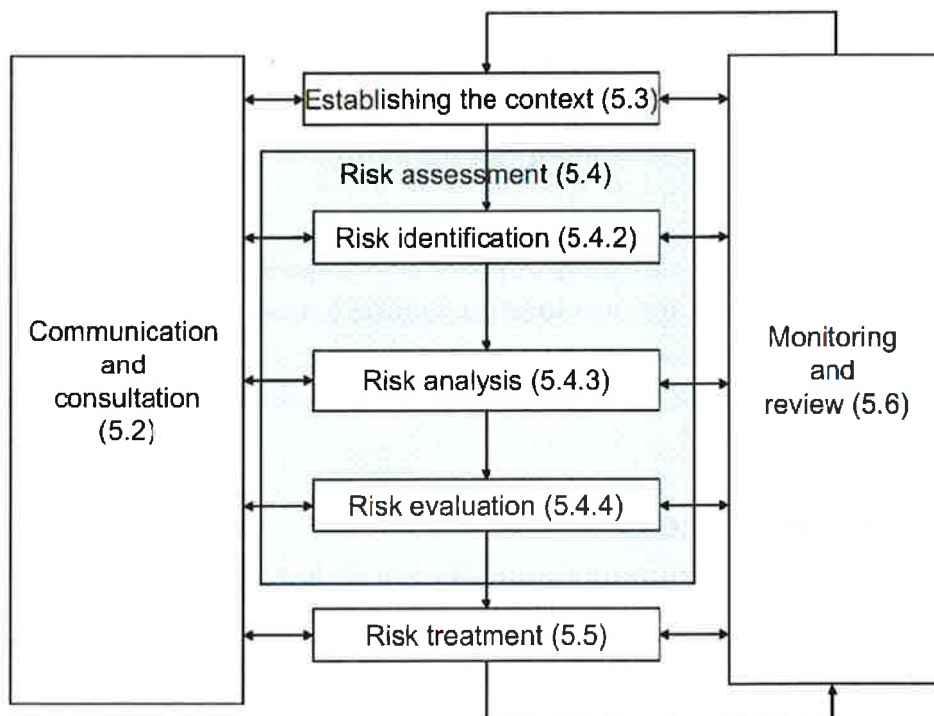 Establishing the context (5.3)
Risk assessment (5.4)
Risk identification (5.4.2)
Communication
and
consultation
(5.2)
Risk analysis (5.4.3)
Monitoring
and
review (5.6)
Risk evaluation (5.4.4)
Risk treatment (5.5)